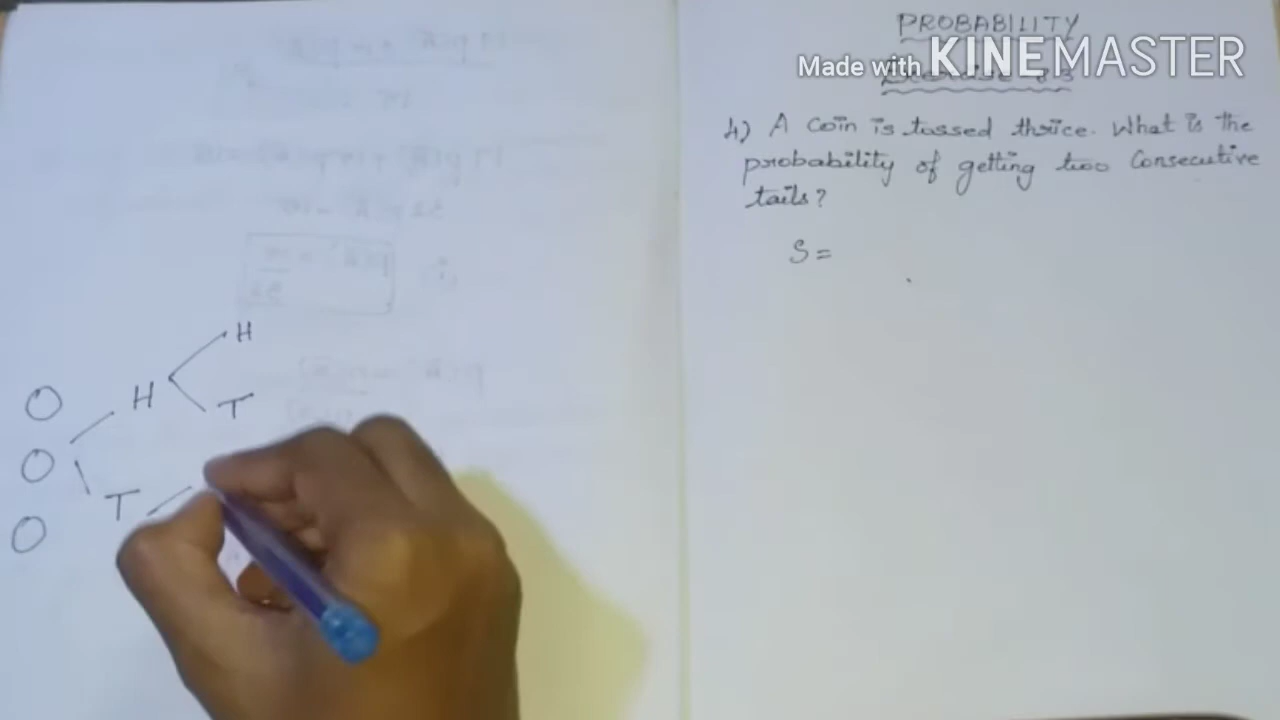 PROBABILITY
Made with KINEMASTER
4) A coin is tossed thrice. What is the
probability of getting two Consecutive
tails?
S =
H
H
T
T